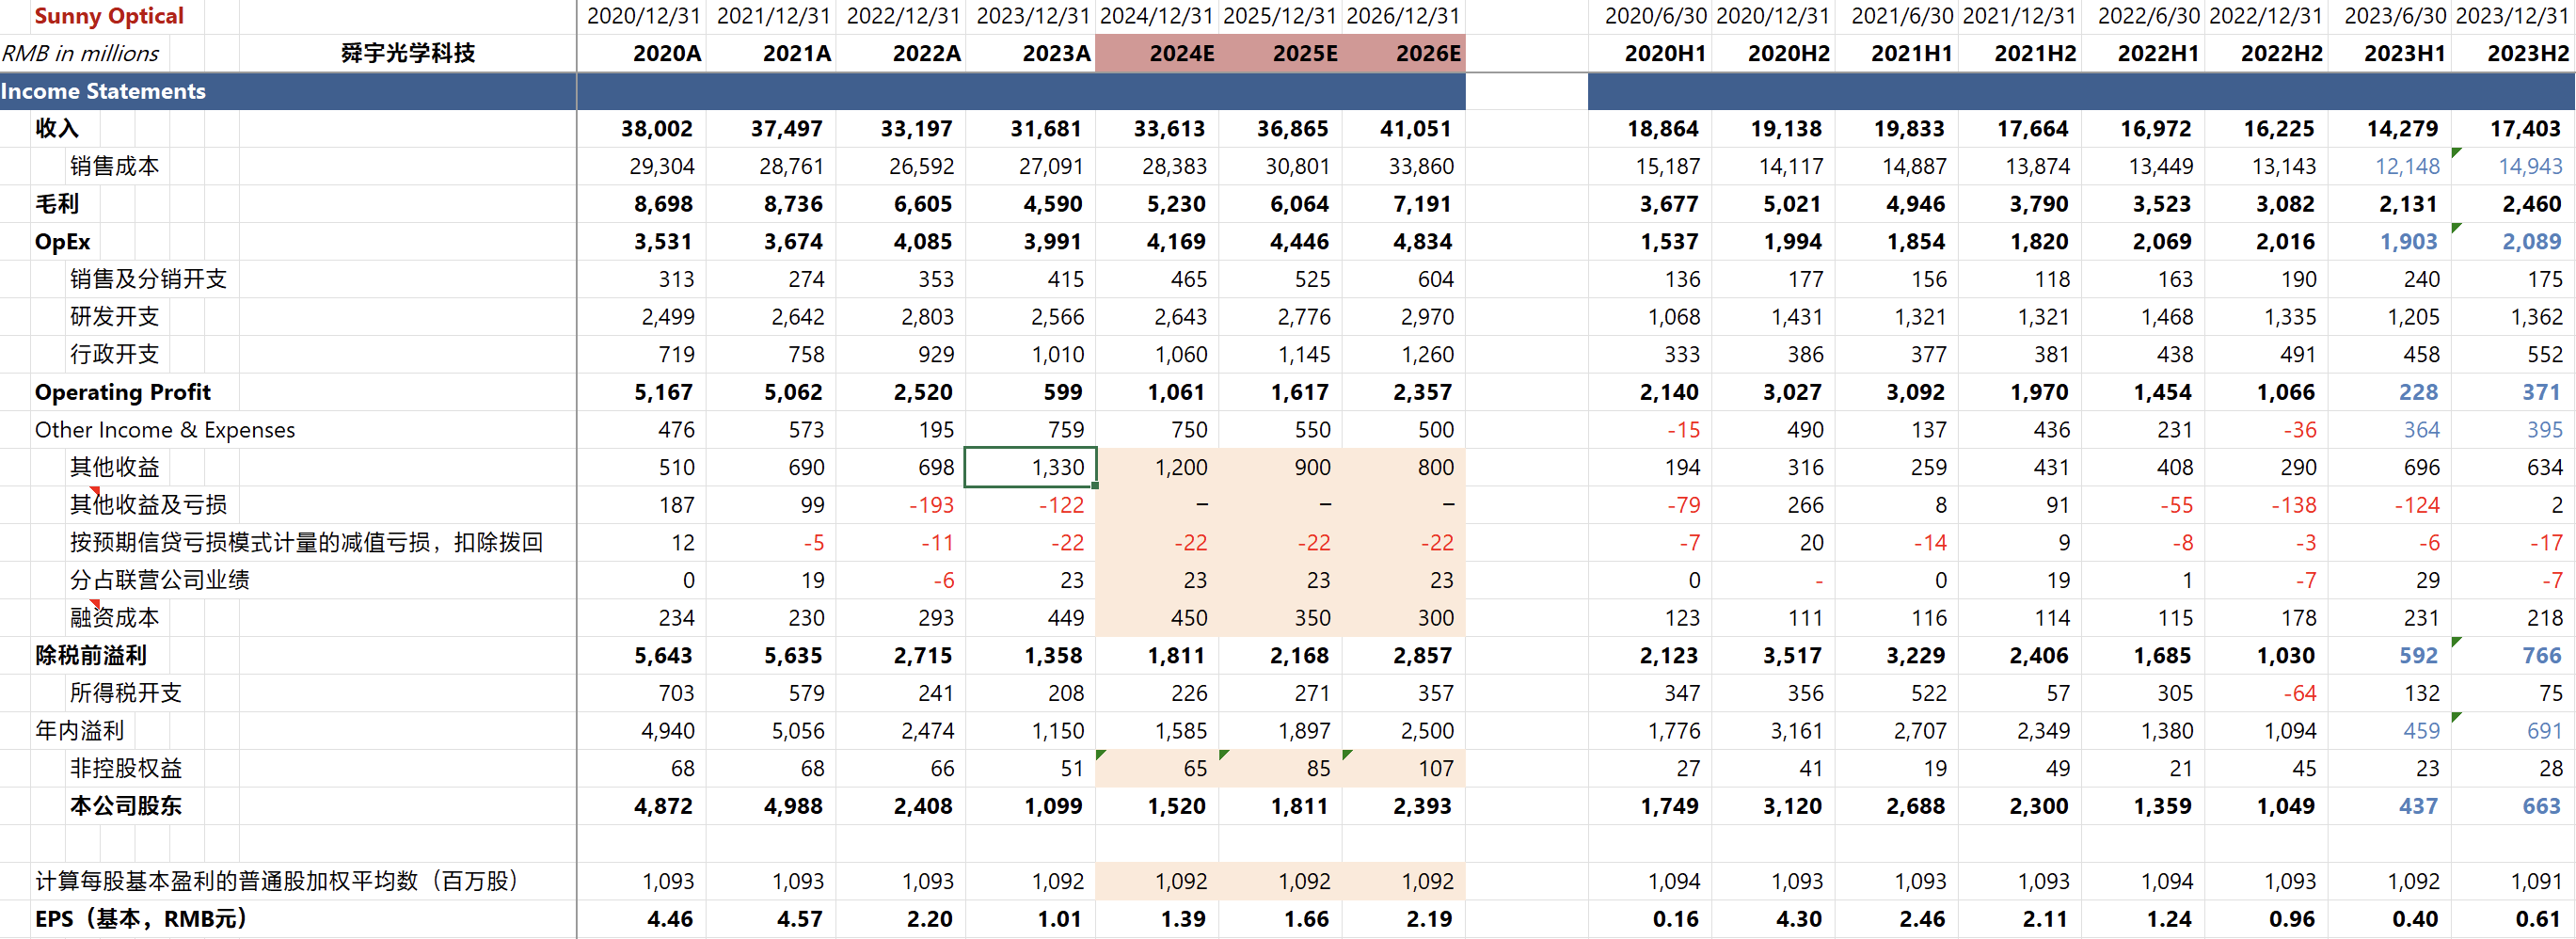 Sunny Optical 2020/12/31 2021/12/31 2022/12/31 2023/12/31 2024/12/31 2025/12/31 2026/12/31 2020/6/30 2020/12/31 2021/6/30 2021/12/31 2022/6/30 2022/12/31 2023/6/30 2023/12/31
RMB in millions 舜宇光学科技 2020A 2021A 2022A 2023A 2024E 2025E 2026E 2020H1 2020H2 2021H1 2021H2 2022H1 2022H2 2023H1 2023H2
Income Statements
收入 38,002 37,497 33,197 31,681 33,613 36,865 41,051 18,864 19,138 19,833 17,664 16,972 16,225 14,279 17,403
销售成本 29,304 28,761 26,592 27,091 28,383 30,801 33,860 15,187 14,117 14,887 13,874 13,449 13,143 12,148 14,943
毛利 8,698 8,736 6,605 4,590 5,230 6,064 7,191 3,677 5,021 4,946 3,790 3,523 3,082 2,131 2,460
OpEx 3,531 3,674 4,085 3,991 4,169 4,446 4,834 1,537 1,994 1,854 1,820 2,069 2,016 1,903 2,089
销售及分销开支 313 274 353 415 465 525 604 136 177 156 118 163 190 240 175
研发开支 2,499 2,642 2,803 2,566 2,643 2,776 2,970 1,068 1,431 1,321 1,321 1,468 1,335 1,205 1,362
行政开支 719 758 929 1,010 1,060 1,145 1,260 333 386 377 381 438 491 458 552
Operating Profit 5,167 5,062 2,520 599 1,061 1,617 2,357 2,140 3,027 3,092 1,970 1,454 1,066 228 371
Other Income & Expenses 476 573 195 759 750 550 500 -15 490 137 436 231 -36 364 395
其他收益 510 690 698 1,330 1,200 900 800 194 316 259 431 408 290 696 634
其他收益及亏损 187 99 -193 -122 – – – -79 266 8 91 -55 -138 -124 2
按预期信贷亏损模式计量的减值亏损，扣除拨回 12 -5 -11 -22 -22 -22 -22 -7 20 -14 9 -8 -3 -6 -17
分占联营公司业绩 0 19 -6 23 23 23 23 0 - 0 19 1 -7 29 -7
融资成本 234 230 293 449 450 350 300 123 111 116 114 115 178 231 218
除税前溢利 5,643 5,635 2,715 1,358 1,811 2,168 2,857 2,123 3,517 3,229 2,406 1,685 1,030 592 766
所得税开支 703 579 241 208 226 271 357 347 356 522 57 305 -64 132 75
年内溢利 4,940 5,056 2,474 1,150 1,585 1,897 2,500 1,776 3,161 2,707 2,349 1,380 1,094 459 691
非控股权益 68 68 66 51 65 85 107 27 41 19 49 21 45 23 28
本公司股东 4,872 4,988 2,408 1,099 1,520 1,811 2,393 1,749 3,120 2,688 2,300 1,359 1,049 437 663
计算每股基本盈利的普通股加权平均数（百万股） 1,093 1,093 1,093 1,092 1,092 1,092 1,092 1,094 1,093 1,093 1,093 1,094 1,093 1,092 1,091
EPS（基本，RMB元） 4.46 4.57 2.20 1.01 1.39 1.66 2.19 0.16 4.30 2.46 2.11 1.24 0.96 0.40 0.61